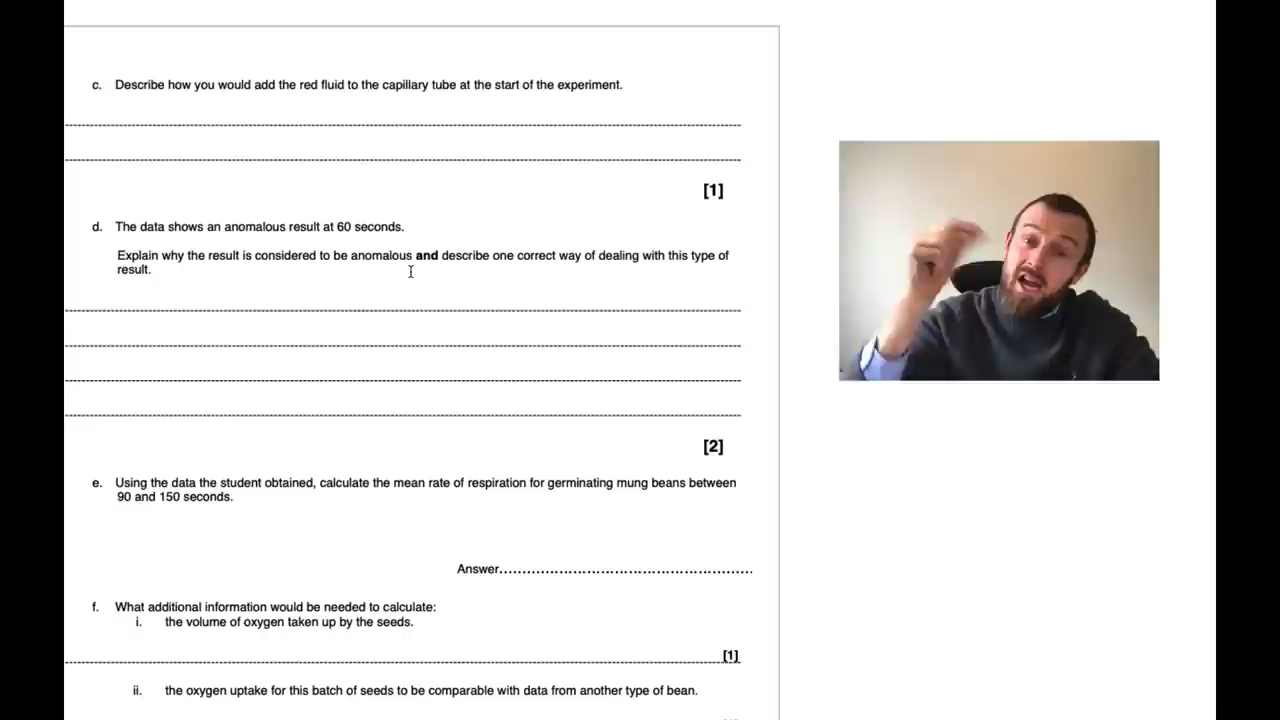 c. Describe how you would add the red fluid to the capillary tube at the start of the experiment.
[1]
d. The data shows an anomalous result at 60 seconds.
Explain why the result is considered to be anomalous and describe one correct way of dealing with this type of
result.
[2]
e. Using the data the student obtained, calculate the mean rate of respiration for germinating mung beans between
90 and 150 seconds.
Answer......................................................
f. What additional information would be needed to calculate:
i. the volume of oxygen taken up by the seeds.
[1]
ii. the oxygen uptake for this batch of seeds to be comparable with data from another type of bean.